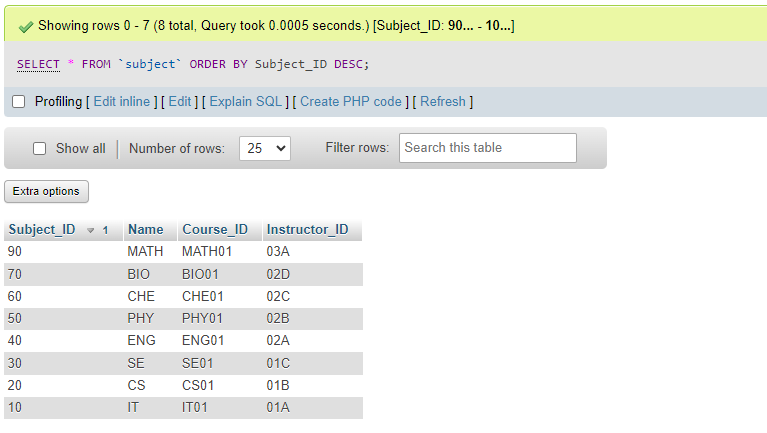 Showing rows 0 - 7 (8 total, Query took 0.0005 seconds.) [Subject_ID: 90... - 10...]
SELECT * FROM `subject` ORDER BY Subject_ID DESC;
Profiling [ Edit inline ] [ Edit ] [ Explain SQL ] [ Create PHP code ] [ Refresh ]
Show all Number of rows: 25 Filter rows: Search this table
Extra options
Subject_ID 1 Name Course_ID Instructor_ID
90 MATH MATH01 03A
70 BIO BIO01 02D
60 CHE CHE01 02C
50 PHY PHY01 02B
40 ENG ENG01 02A
30 SE SE01 01C
20 CS CS01 01B
10 IT IT01 01A